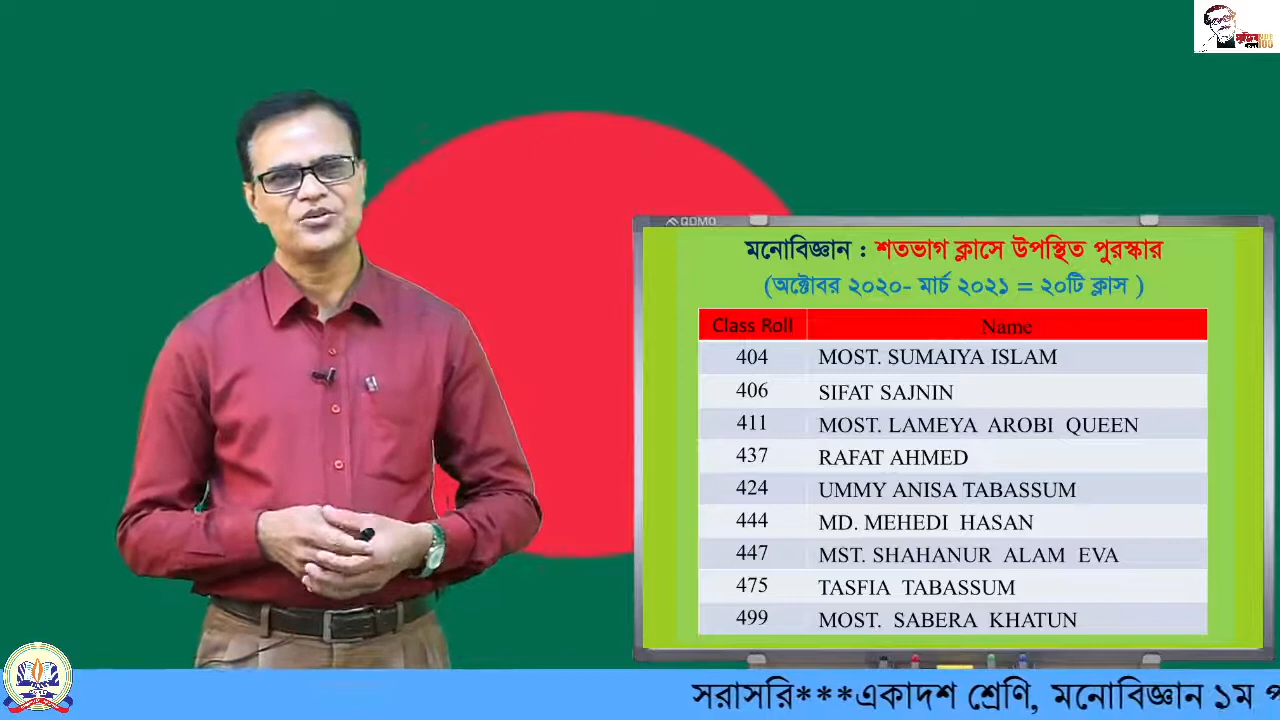 QOMO
মনোবিজ্ঞান : শতভাগ ক্লাসে উপস্থিত পুরস্কার
(অক্টোবর ২০২০- মার্চ ২০২১ = ২০টি ক্লাস )
Class Roll Name
404 MOST. SUMAIYA ISLAM
406 SIFAT SAJNIN
411 MOST. LAMEYA AROBI QUEEN
437 RAFAT AHMED
424 UMMY ANISA TABASSUM
444 MD. MEHEDI HASAN
447 MST. SHAHANUR ALAM EVA
475 TASFIA TABASSUM
499 MOST. SABERA KHATUN
সরাসরি***একাদশ শ্রেণি, মনোবিজ্ঞান ১ম